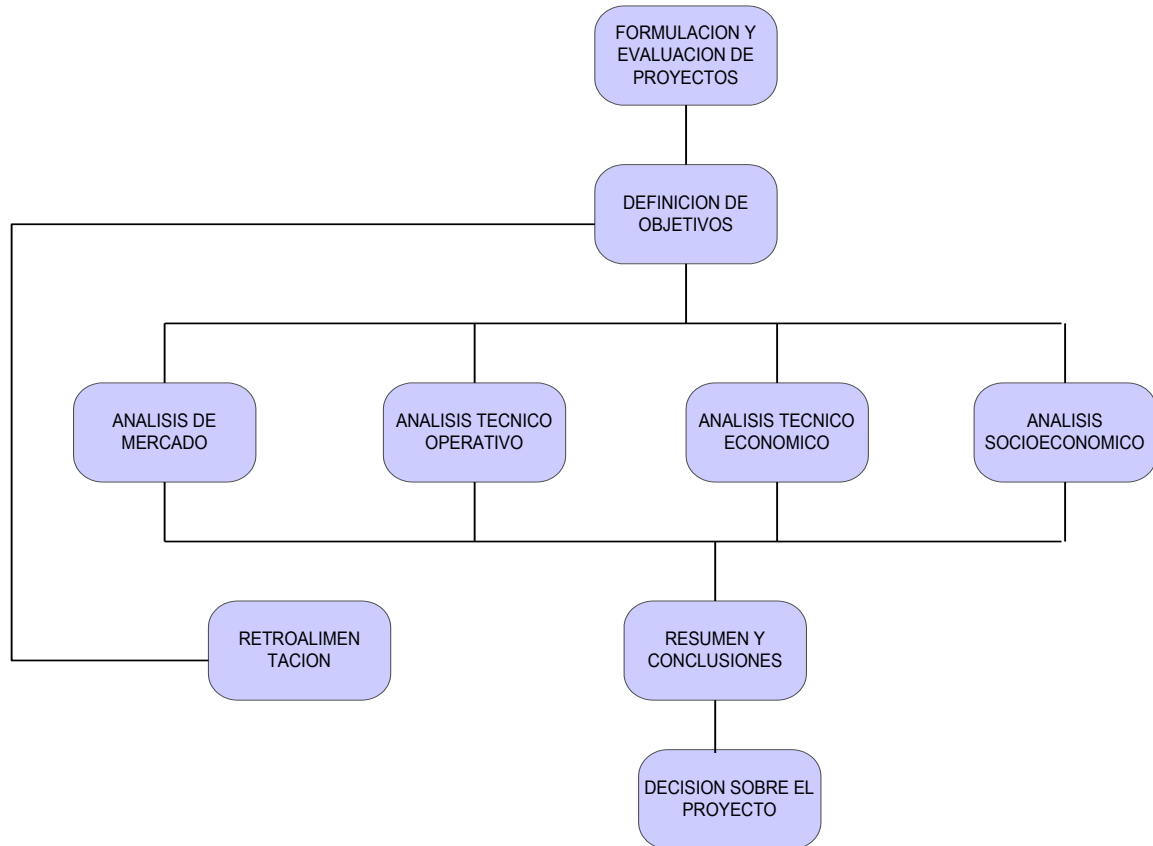 FORMULACION Y
EVALUACION DE
PROYECTOS
DEFINICION DE
OBJETIVOS
ANALISIS DE
MERCADO
ANALISIS TECNICO
OPERATIVO
ANALISIS TECNICO
ECONOMICO
ANALISIS
SOCIOECONOMICO
RETROALIMEN
TACION
RESUMEN Y
CONCLUSIONES
DECISION SOBRE EL
PROYECTO